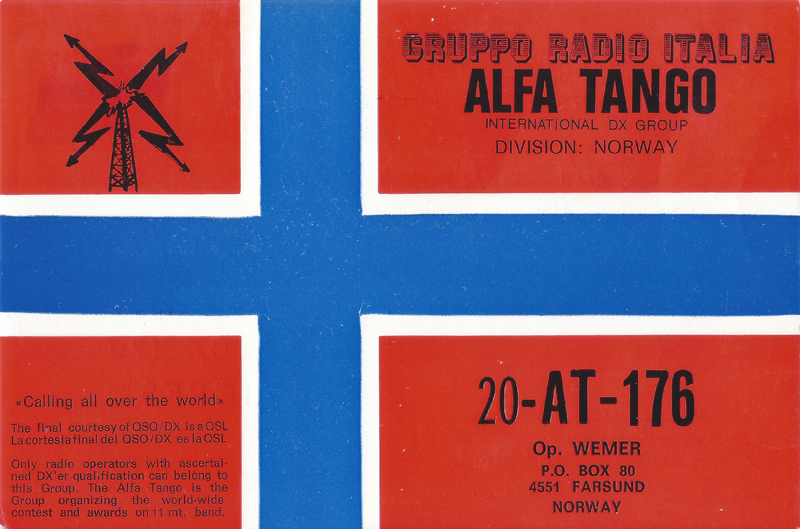 GRUPPO RADIO ITALIA
ALFA TANGO
INTERNATIONAL DX GROUP
DIVISION: NORWAY
«Calling all over the world»
The final courtesy of QSO/DX is a QSL
La cortesia final del QSO/DX es la QSL
Only radio operators with ascertai-
ned DX'er qualification can belong to
this Group. The Alfa Tango is the
Group organizing the world-wide
contest and awards on 11 mt. band.
20-AT-176
Op. WEMER
P.O. BOX 80
4551 FARSUND
NORWAY